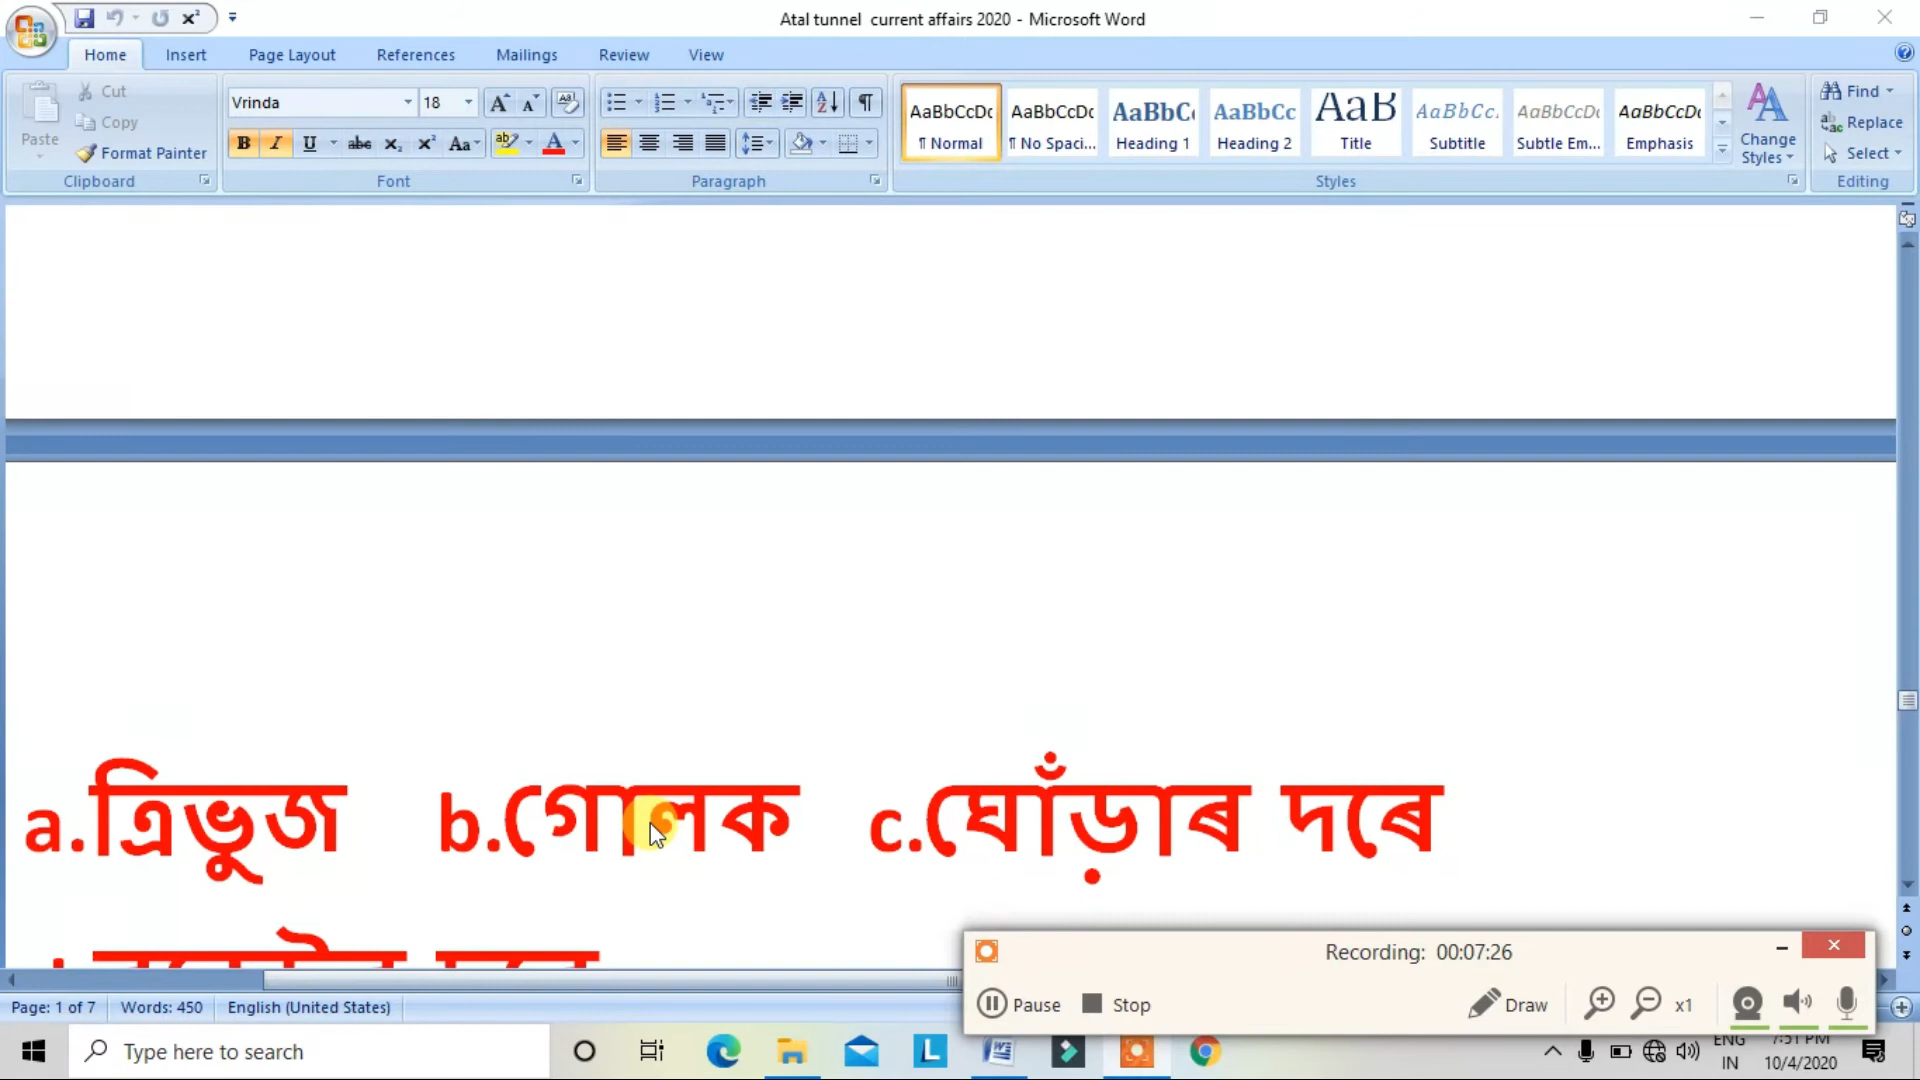 Atal tunnel  current affairs 2020 - Microsoft Word
Home Insert Page Layout References Mailings Review View
Paste Cut Copy Format Painter
Vrinda 18
AaBbCcDc AaBbCcDc AaBbC AaBbCc AaB AaBbCc. AaBbCcDc AaBbCcDc
¶ Normal ¶ No Spaci... Heading 1 Heading 2 Title Subtitle Subtle Em... Emphasis
Change Styles
Find Replace Select
Clipboard Font Paragraph Styles Editing
a.ত্ৰিভুজ b.গোলক c.ঘোঁড়াৰ দৰে
Recording: 00:07:26
Pause Stop Draw x1
Page: 1 of 7 Words: 450 English (United States)
Type here to search
ENG
IN
7:51 PM
10/4/2020